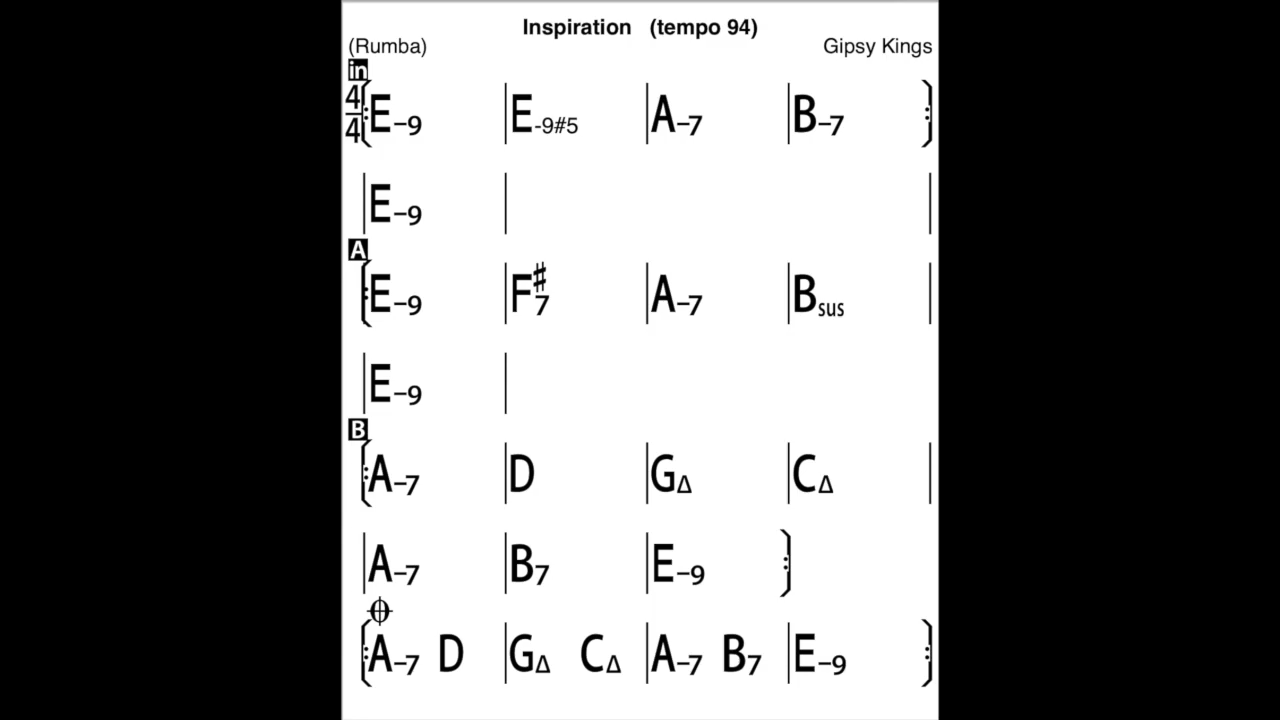 Inspiration (tempo 94)
(Rumba) Gipsy Kings
in
4/4 E-9 E-9#5 A-7 B-7
E-9
A
E-9 F♯7 A-7 Bsus
E-9
B
A-7 D GΔ CΔ
A-7 B7 E-9
A-7 D GΔ CΔ A-7 B7 E-9